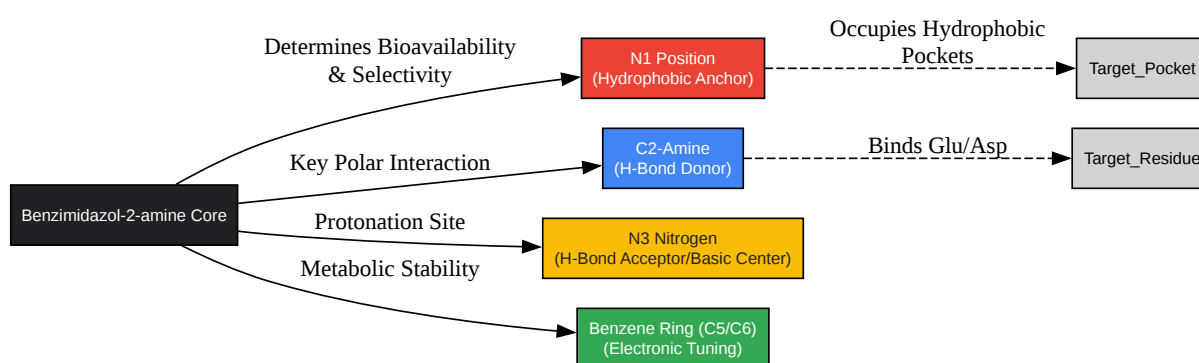 Determines Bioavailability
& Selectivity
N1 Position
(Hydrophobic Anchor)
Occupies Hydrophobic
Pockets
Target_Pocket
Key Polar Interaction
C2-Amine
(H-Bond Donor)
Binds Glu/Asp
Target_Residue
Benzimidazol-2-amine Core
Protonation Site
N3 Nitrogen
(H-Bond Acceptor/Basic Center)
Metabolic Stability
Benzene Ring (C5/C6)
(Electronic Tuning)